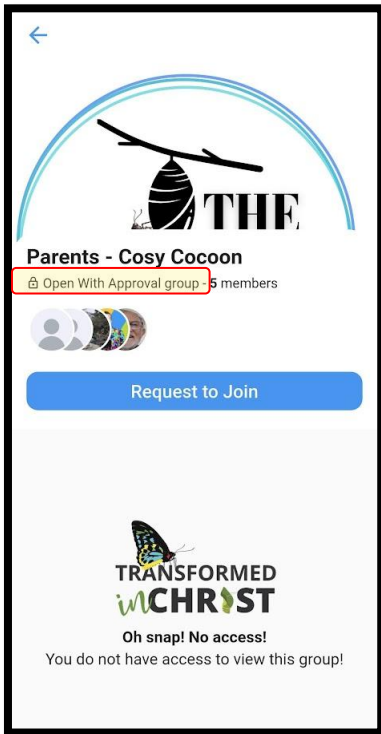 THE
Parents - Cosy Cocoon
Open With Approval group - 5 members
Request to Join
TRANSFORMED
inCHRIST
Oh snap! No access!
You do not have access to view this group!